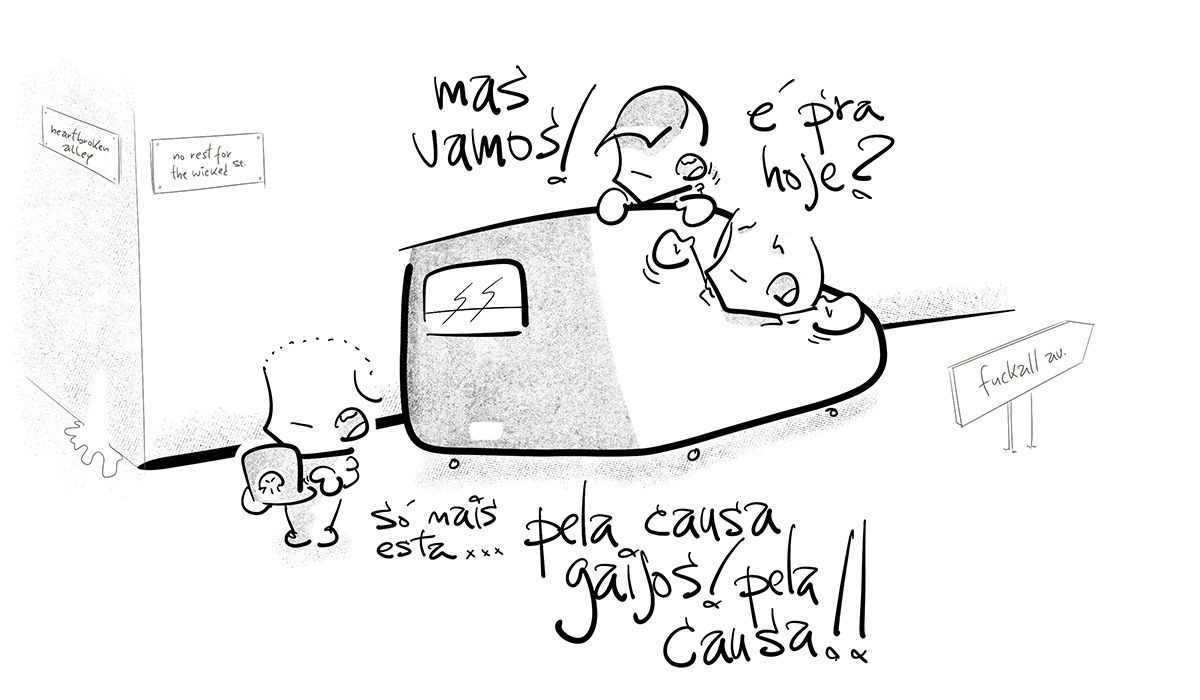 mas
vamos!
é pra
hoje?
heartbroken
alley
no rest for
the wicked St.
fuckall av.
só mais
esta...
pela causa
gaijos! pela
causa!!